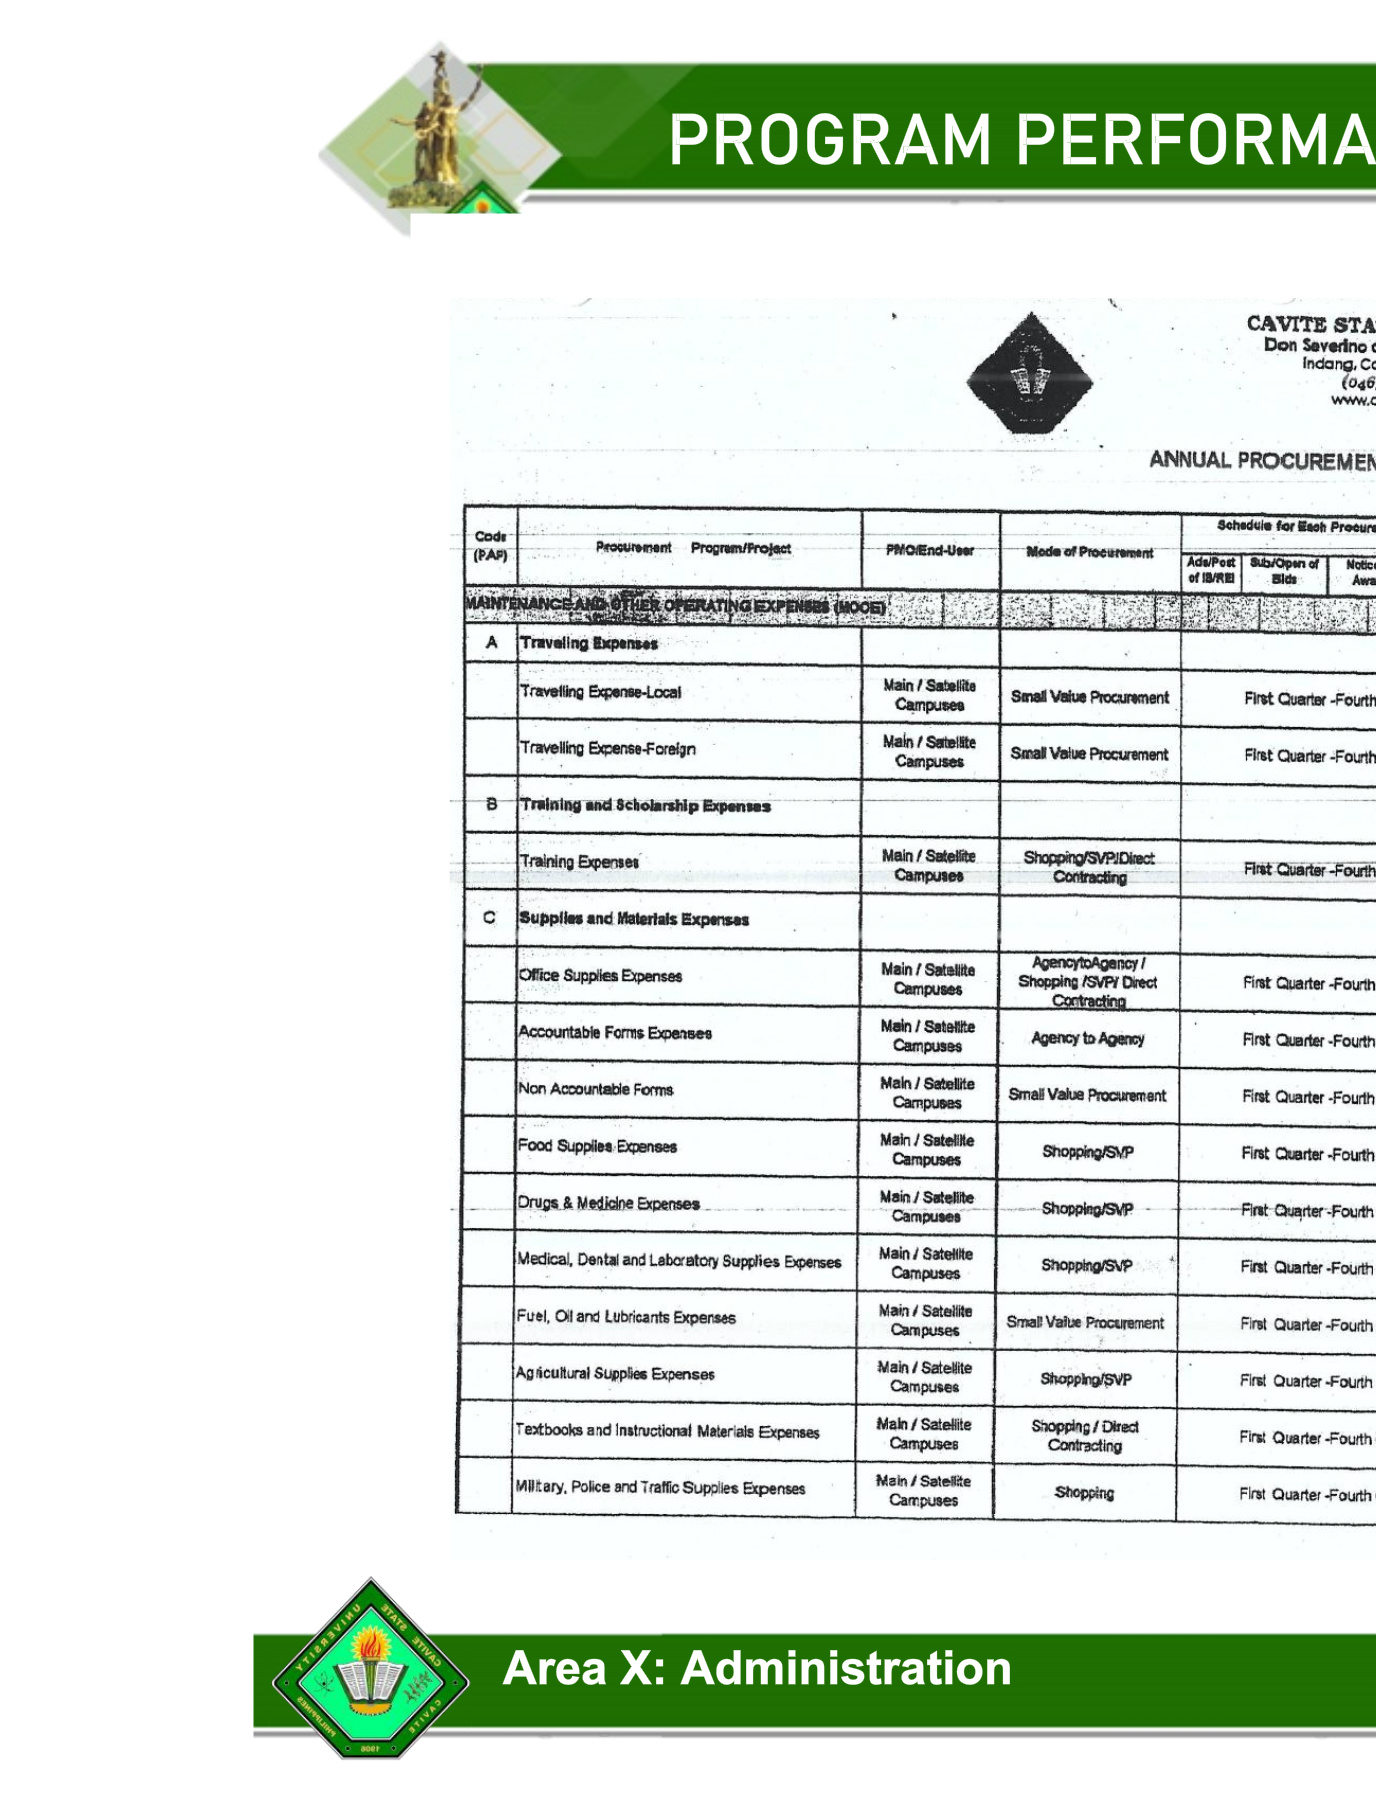 PROGRAM PERFORMA
CAVITE STA
Don Severino
Indang, Ca
(046)
www.c
ANNUAL PROCUREMEN
Code (PAP)
Procurement Program/Project
PMO/End-User
Mode of Procurement
Schedule for Each Procure
Ads/Post of IB/REI
Sub/Open of Bids
Notice
Awa
MAINTENANCE AND OTHER OPERATING EXPENSES (MOOE)
A Traveling Expenses
Travelling Expense-Local Main / Satellite Campuses Small Value Procurement First Quarter -Fourth
Travelling Expense-Foreign Main / Satellite Campuses Small Value Procurement First Quarter -Fourth
B Training and Scholarship Expenses
Training Expenses Main / Satellite Campuses Shopping/SVP/Direct Contracting First Quarter -Fourth
C Supplies and Materials Expenses
Office Supplies Expenses Main / Satellite Campuses AgencytoAgency / Shopping /SVP/ Direct Contracting First Quarter -Fourth
Accountable Forms Expenses Main / Satellite Campuses Agency to Agency First Quarter -Fourth
Non Accountable Forms Main / Satellite Campuses Small Value Procurement First Quarter -Fourth
Food Supplies Expenses Main / Satellite Campuses Shopping/SVP First Quarter -Fourth
Drugs & Medicine Expenses Main / Satellite Campuses Shopping/SVP First Quarter -Fourth
Medical, Dental and Laboratory Supplies Expenses Main / Satellite Campuses Shopping/SVP First Quarter -Fourth
Fuel, Oil and Lubricants Expenses Main / Satellite Campuses Small Value Procurement First Quarter -Fourth
Agricultural Supplies Expenses Main / Satellite Campuses Shopping/SVP First Quarter -Fourth
Textbooks and Instructional Materials Expenses Main / Satellite Campuses Shopping / Direct Contracting First Quarter -Fourth
Military, Police and Traffic Supplies Expenses Main / Satellite Campuses Shopping First Quarter -Fourth
CAVITE STATE UNIVERSITY
CAVITE PHILIPPINES
1906
Area X: Administration